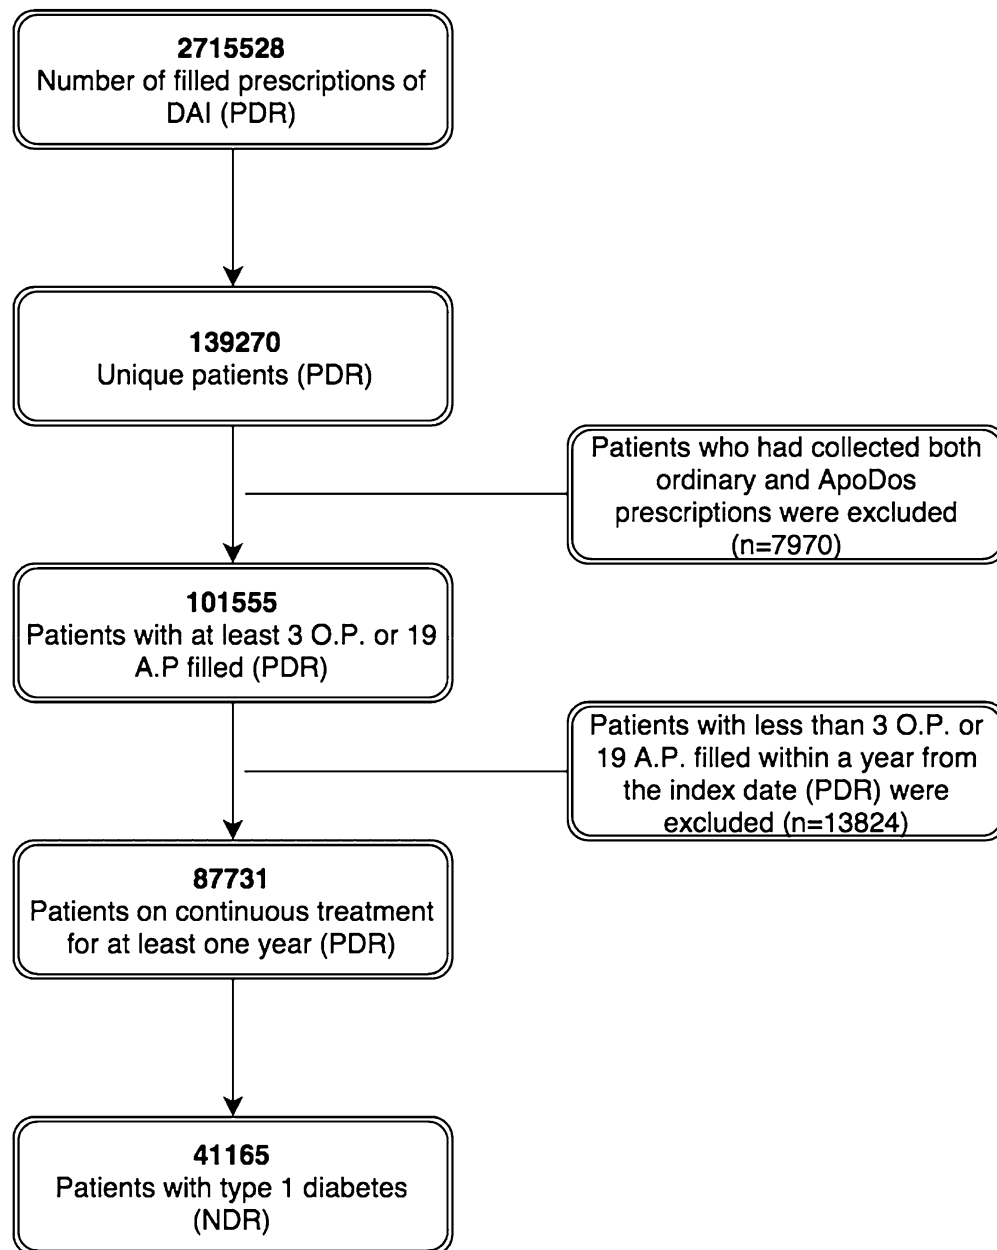 2715528
Number of filled prescriptions of
DAI (PDR)
139270
Unique patients (PDR)
Patients who had collected both
ordinary and ApoDos
prescriptions were excluded
(n=7970)
101555
Patients with at least 3 O.P. or 19
A.P filled (PDR)
Patients with less than 3 O.P. or
19 A.P. filled within a year from
the index date (PDR) were
excluded (n=13824)
87731
Patients on continuous treatment
for at least one year (PDR)
41165
Patients with type 1 diabetes
(NDR)